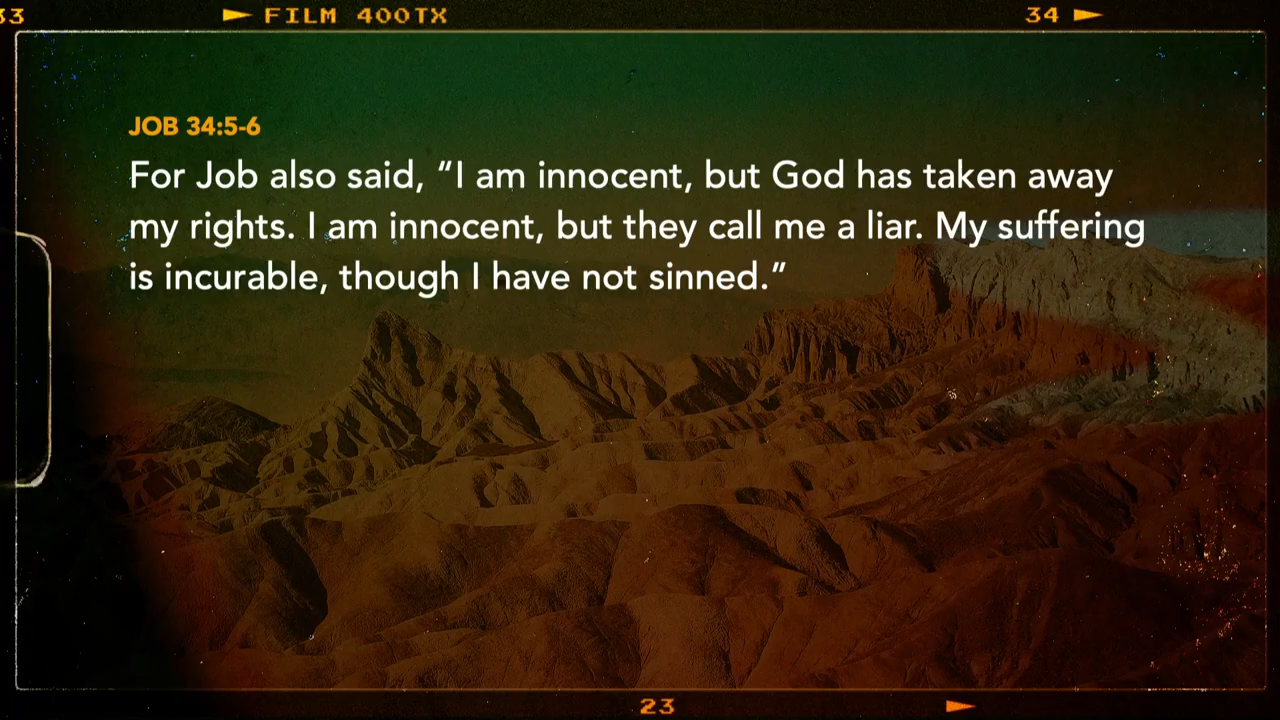 33 FILM 400TX 34
JOB 34:5-6
For Job also said, “I am innocent, but God has taken away
my rights. I am innocent, but they call me a liar. My suffering
is incurable, though I have not sinned.”
23